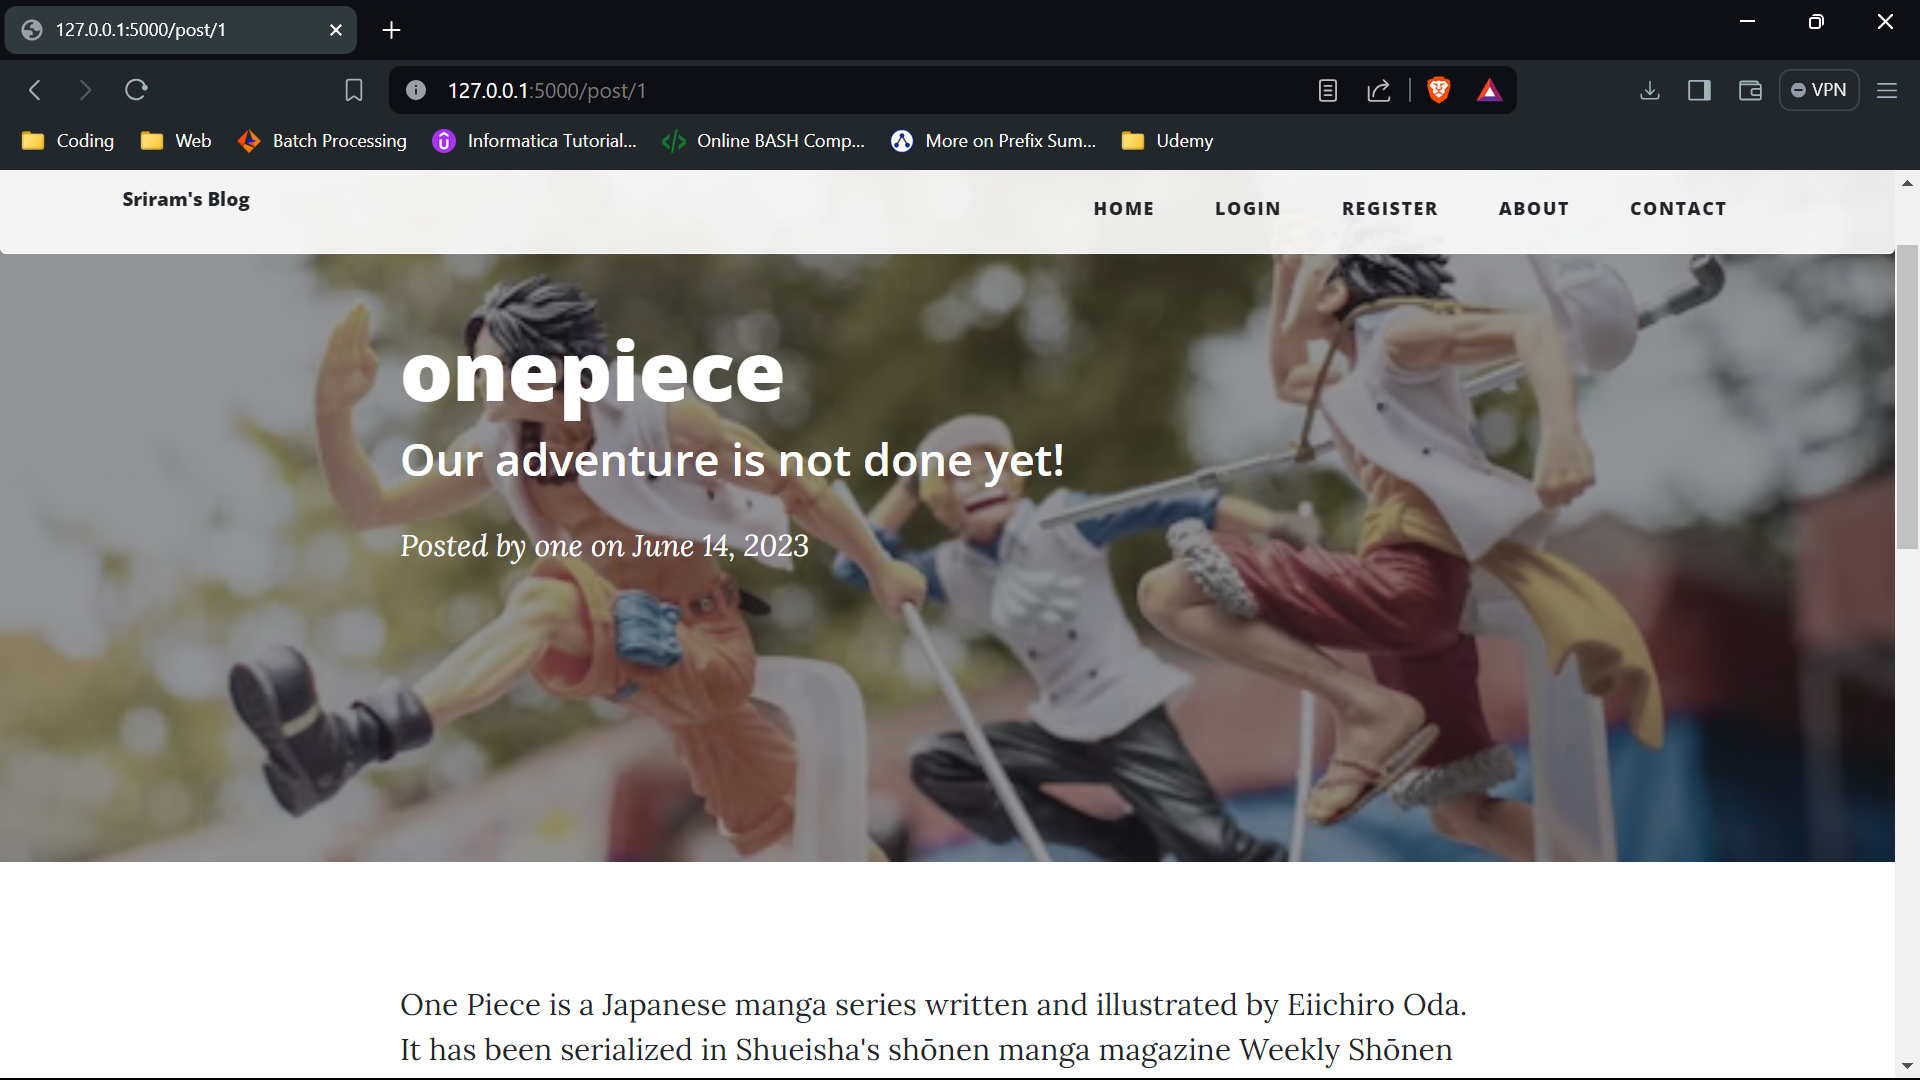 127.0.0.1:5000/post/1
127.0.0.1:5000/post/1
VPN
Coding
Web
Batch Processing
Informatica Tutorial...
Online BASH Comp...
More on Prefix Sum...
Udemy
Sriram's Blog
HOME
LOGIN
REGISTER
ABOUT
CONTACT
onepiece
Our adventure is not done yet!
Posted by one on June 14, 2023
One Piece is a Japanese manga series written and illustrated by Eiichiro Oda.
It has been serialized in Shueisha's shōnen manga magazine Weekly Shōnen